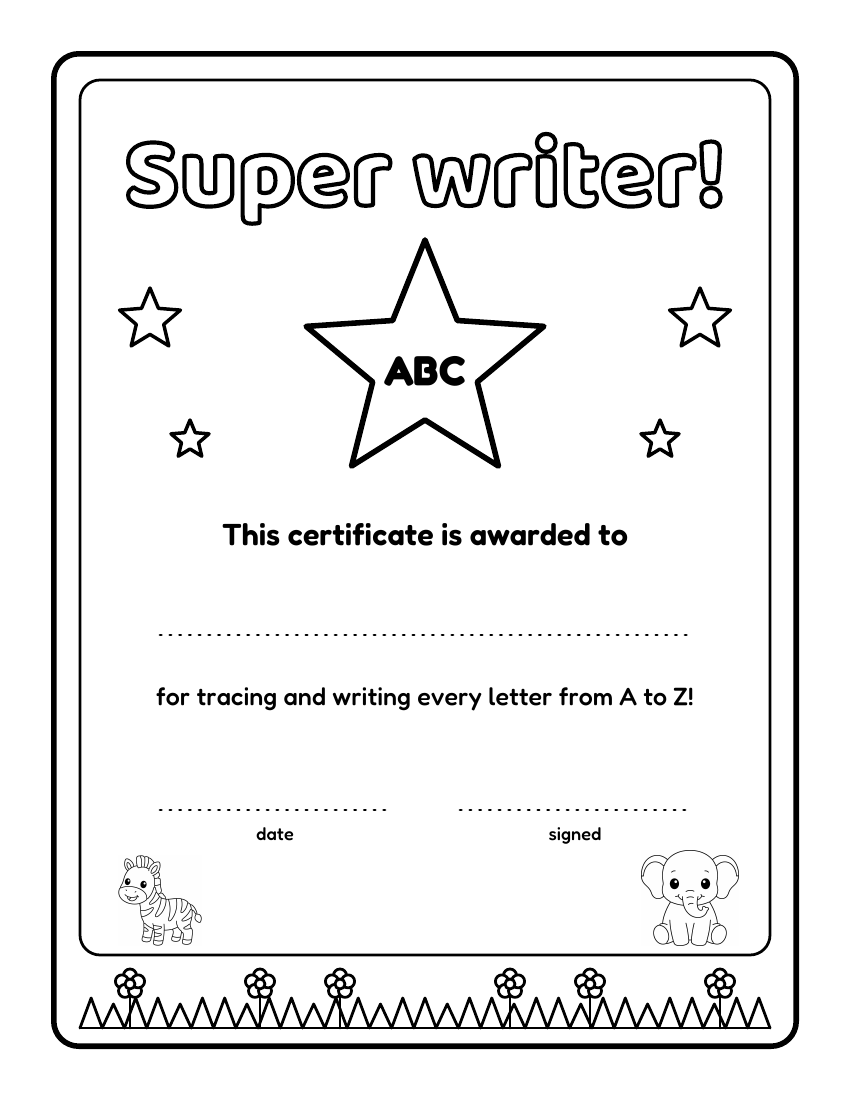 Super writer!
ABC
This certificate is awarded to
for tracing and writing every letter from A to Z!
date
signed